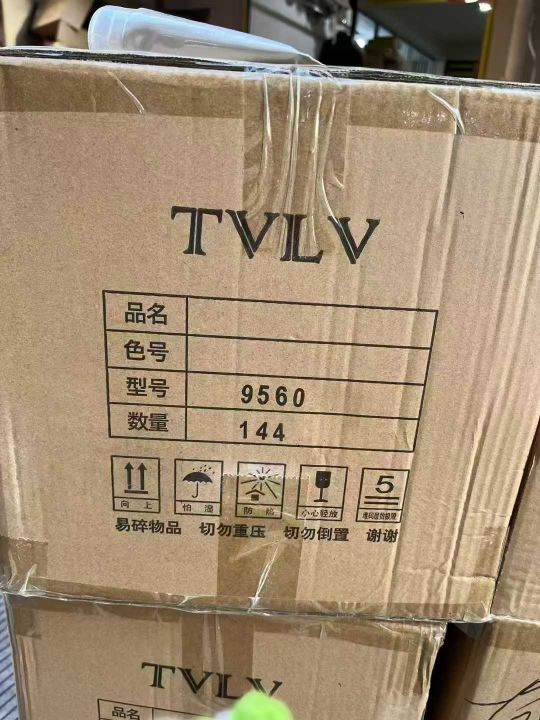 TVLV
品名
色号
型号 9560
数量 144
向上 怕湿 防晒 小心轻放 5
易碎物品 切勿重压 切勿倒置 谢谢
TVLV
品名